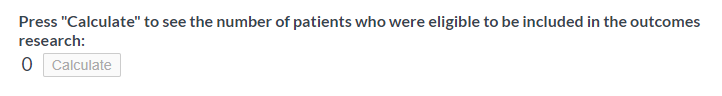 Press "Calculate" to see the number of patients who were eligible to be included in the outcomes
research:
0 Calculate